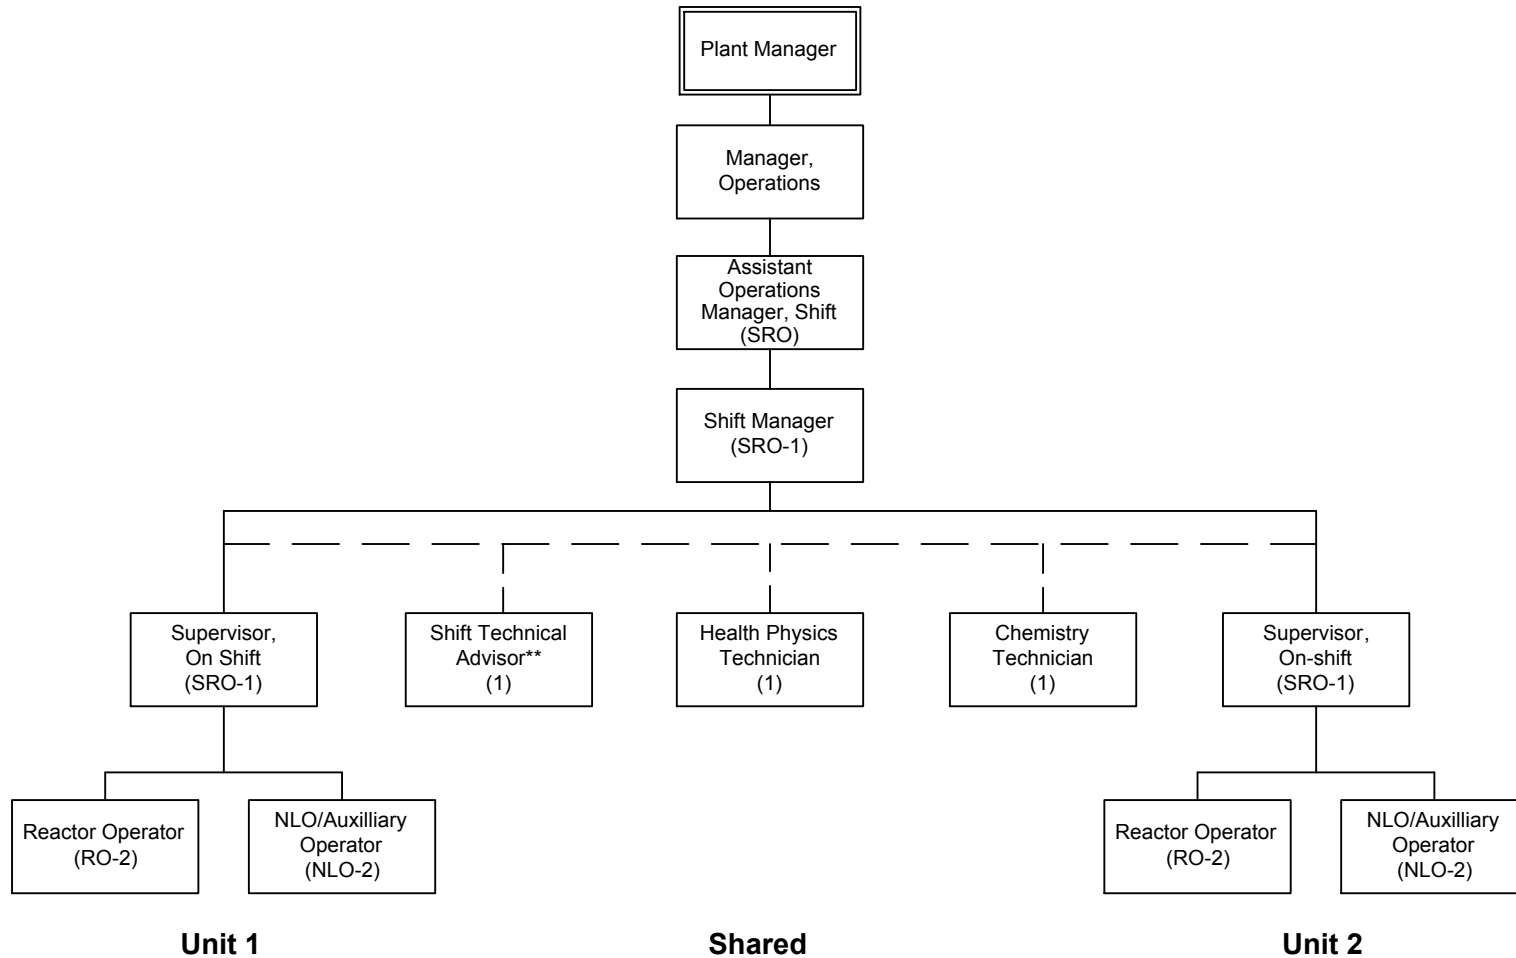 Plant Manager
Manager,
Operations
Assistant
Operations
Manager, Shift
(SRO)
Shift Manager
(SRO-1)
Supervisor,
On Shift
(SRO-1)
Shift Technical
Advisor**
(1)
Health Physics
Technician
(1)
Chemistry
Technician
(1)
Supervisor,
On-shift
(SRO-1)
Reactor Operator
(RO-2)
NLO/Auxilliary
Operator
(NLO-2)
Reactor Operator
(RO-2)
NLO/Auxilliary
Operator
(NLO-2)
Unit 1
Shared
Unit 2